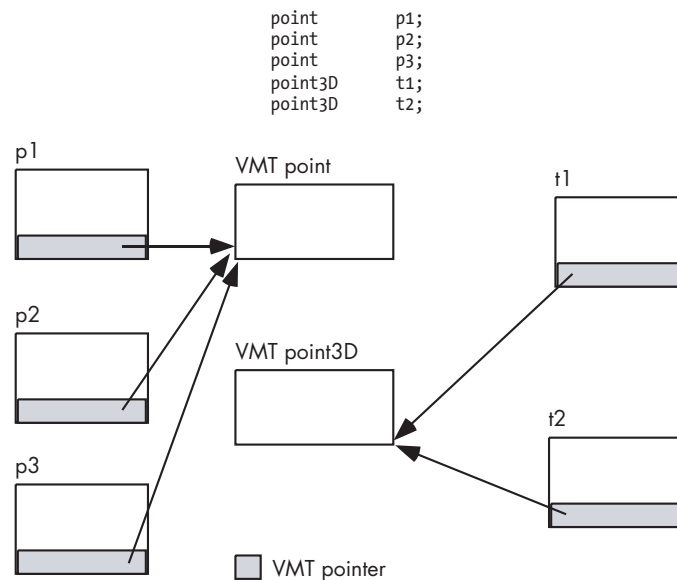 point p1;
point p2;
point p3;
point3D t1;
point3D t2;
p1
VMT point
t1
p2
VMT point3D
t2
p3
VMT pointer